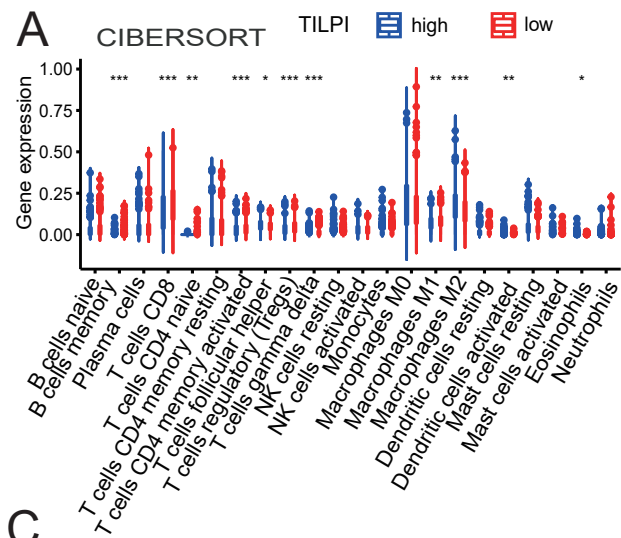 A
CIBERSORT
TILPI
high
low
Gene expression
1.00
0.75
0.50
0.25
0.00
***
***
**
***
*
***
***
**
***
**
*
B cells naive
B cells memory
Plasma cells
T cells CD8
T cells CD4 naive
T cells CD4 memory resting
T cells CD4 memory activated
T cells follicular helper
T cells regulatory (Tregs)
T cells gamma delta
NK cells resting
NK cells activated
Monocytes
Macrophages M0
Macrophages M1
Macrophages M2
Dendritic cells resting
Dendritic cells activated
Mast cells resting
Mast cells activated
Eosinophils
Neutrophils
C